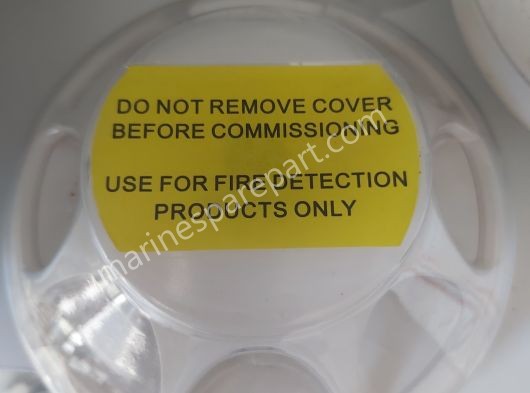 DO NOT REMOVE COVER
BEFORE COMMISSIONING
USE FOR FIRE DETECTION
PRODUCTS ONLY
marinesparepart.com